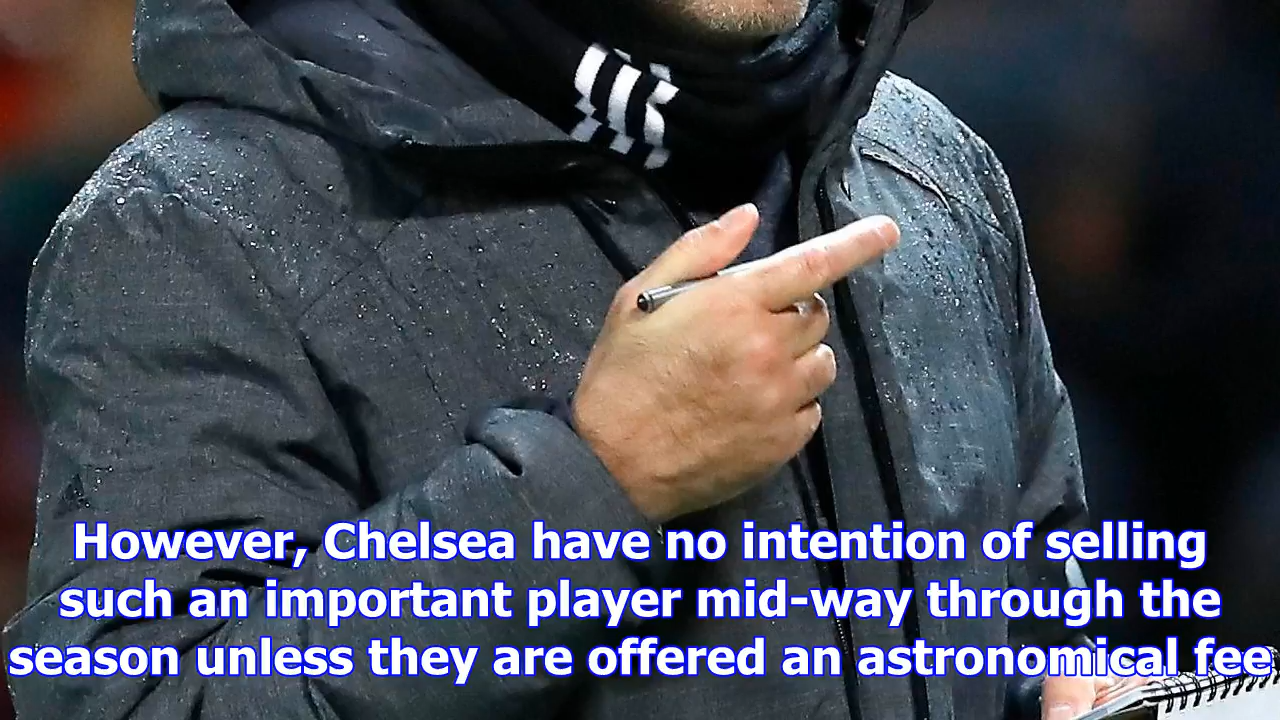 However, Chelsea have no intention of selling
such an important player mid-way through the
season unless they are offered an astronomical fee